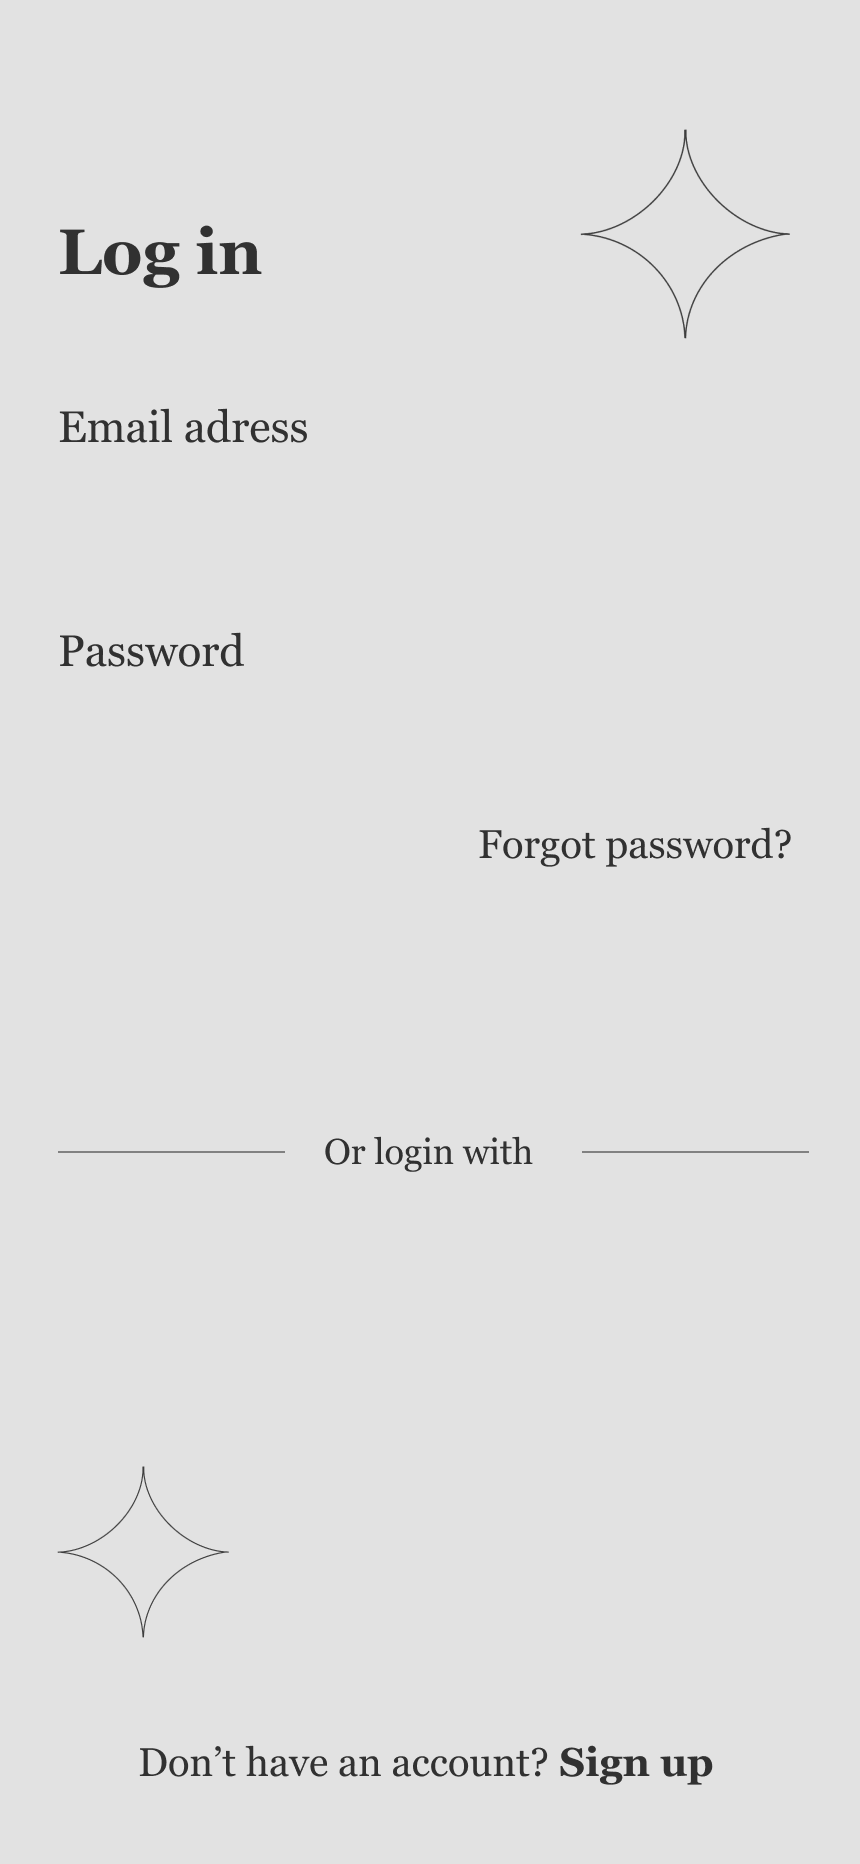 Log in
Email adress
Password
Forgot password?
Or login with
Don’t have an account? Sign up